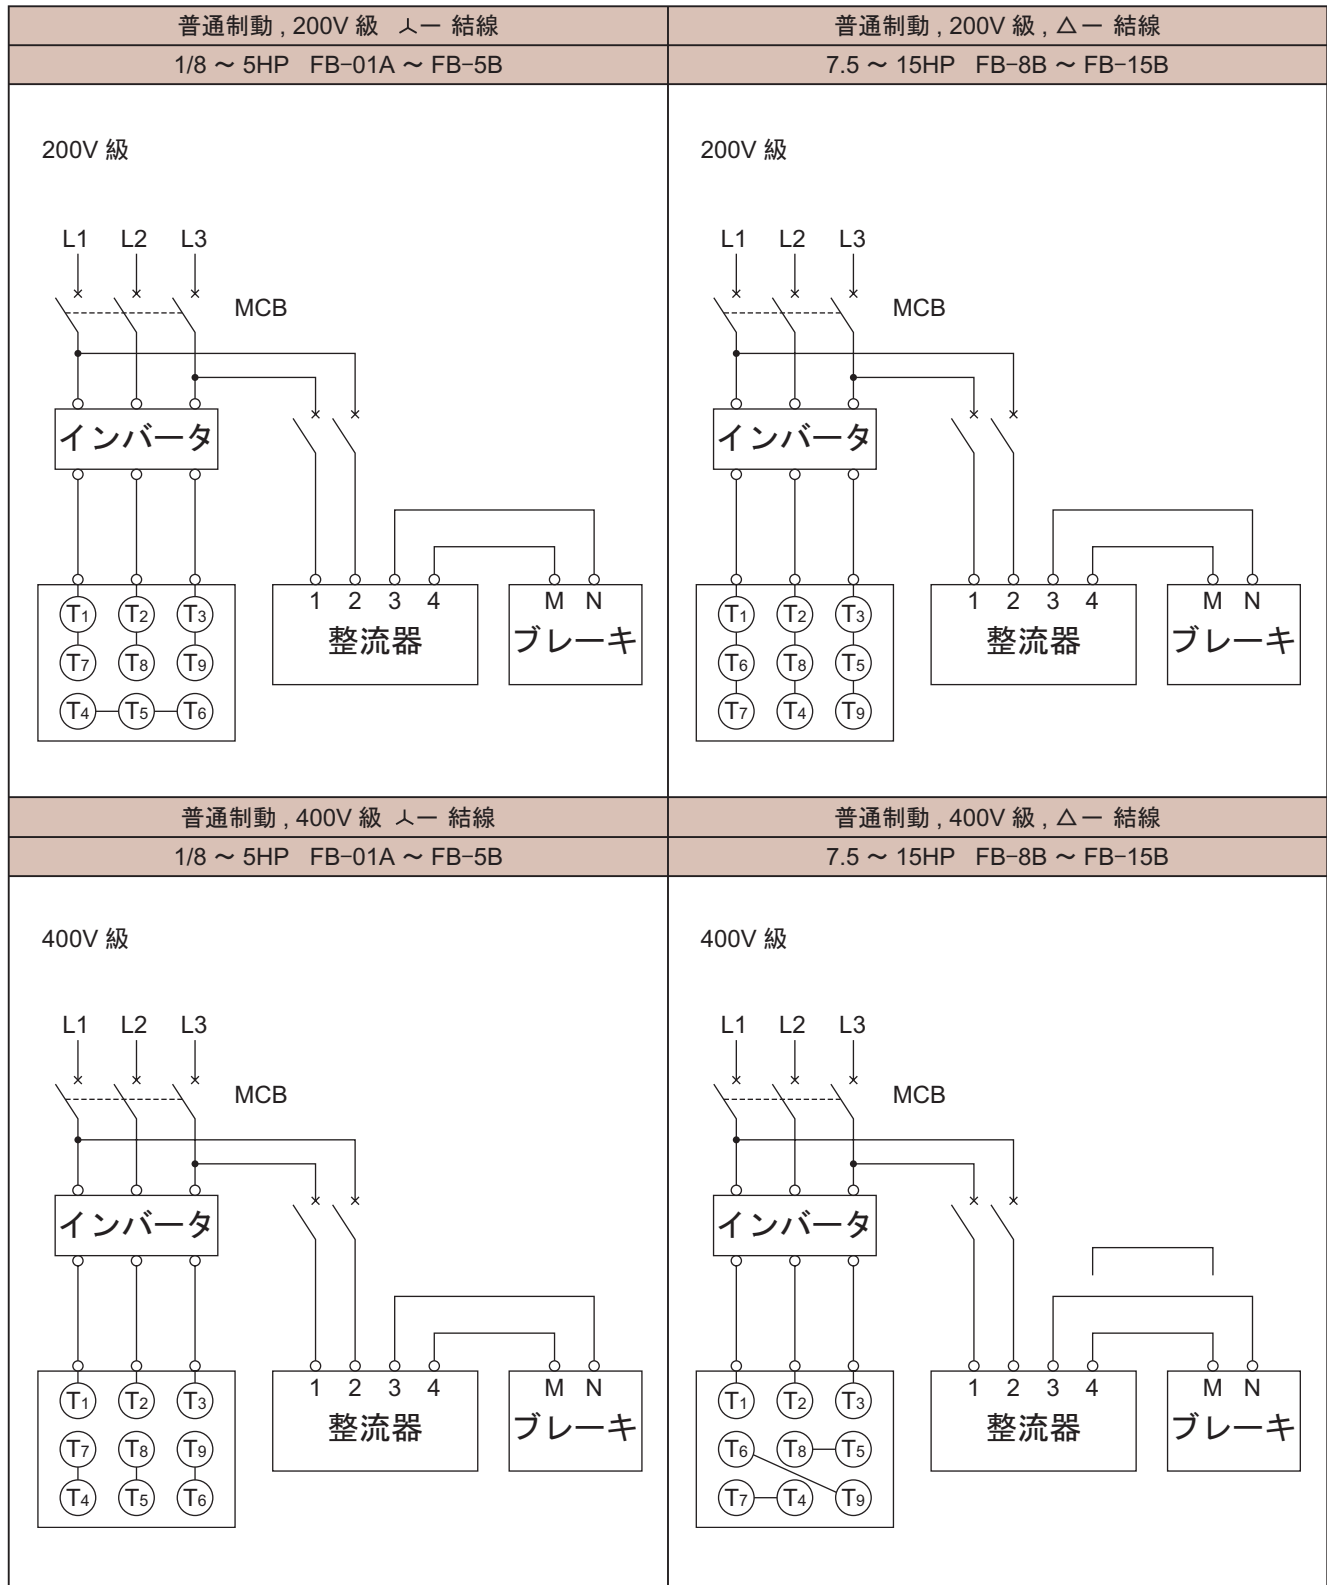 普通制動 , 200V 級 人ー 結線
1/8 ～ 5HP FB-01A ～ FB-5B
200V 級
L1 L2 L3
MCB
インバータ
1 2 3 4
M N
整流器
ブレーキ
T1 T2 T3
T7 T8 T9
T4 T5 T6
普通制動 , 200V 級 , △ー 結線
7.5 ～ 15HP FB-8B ～ FB-15B
200V 級
L1 L2 L3
MCB
インバータ
1 2 3 4
M N
整流器
ブレーキ
T1 T2 T3
T6 T8 T5
T7 T4 T9
普通制動 , 400V 級 人ー 結線
1/8 ～ 5HP FB-01A ～ FB-5B
400V 級
L1 L2 L3
MCB
インバータ
1 2 3 4
M N
整流器
ブレーキ
T1 T2 T3
T7 T8 T9
T4 T5 T6
普通制動 , 400V 級 , △ー 結線
7.5 ～ 15HP FB-8B ～ FB-15B
400V 級
L1 L2 L3
MCB
インバータ
1 2 3 4
M N
整流器
ブレーキ
T1 T2 T3
T6 T8 T5
T7 T4 T9